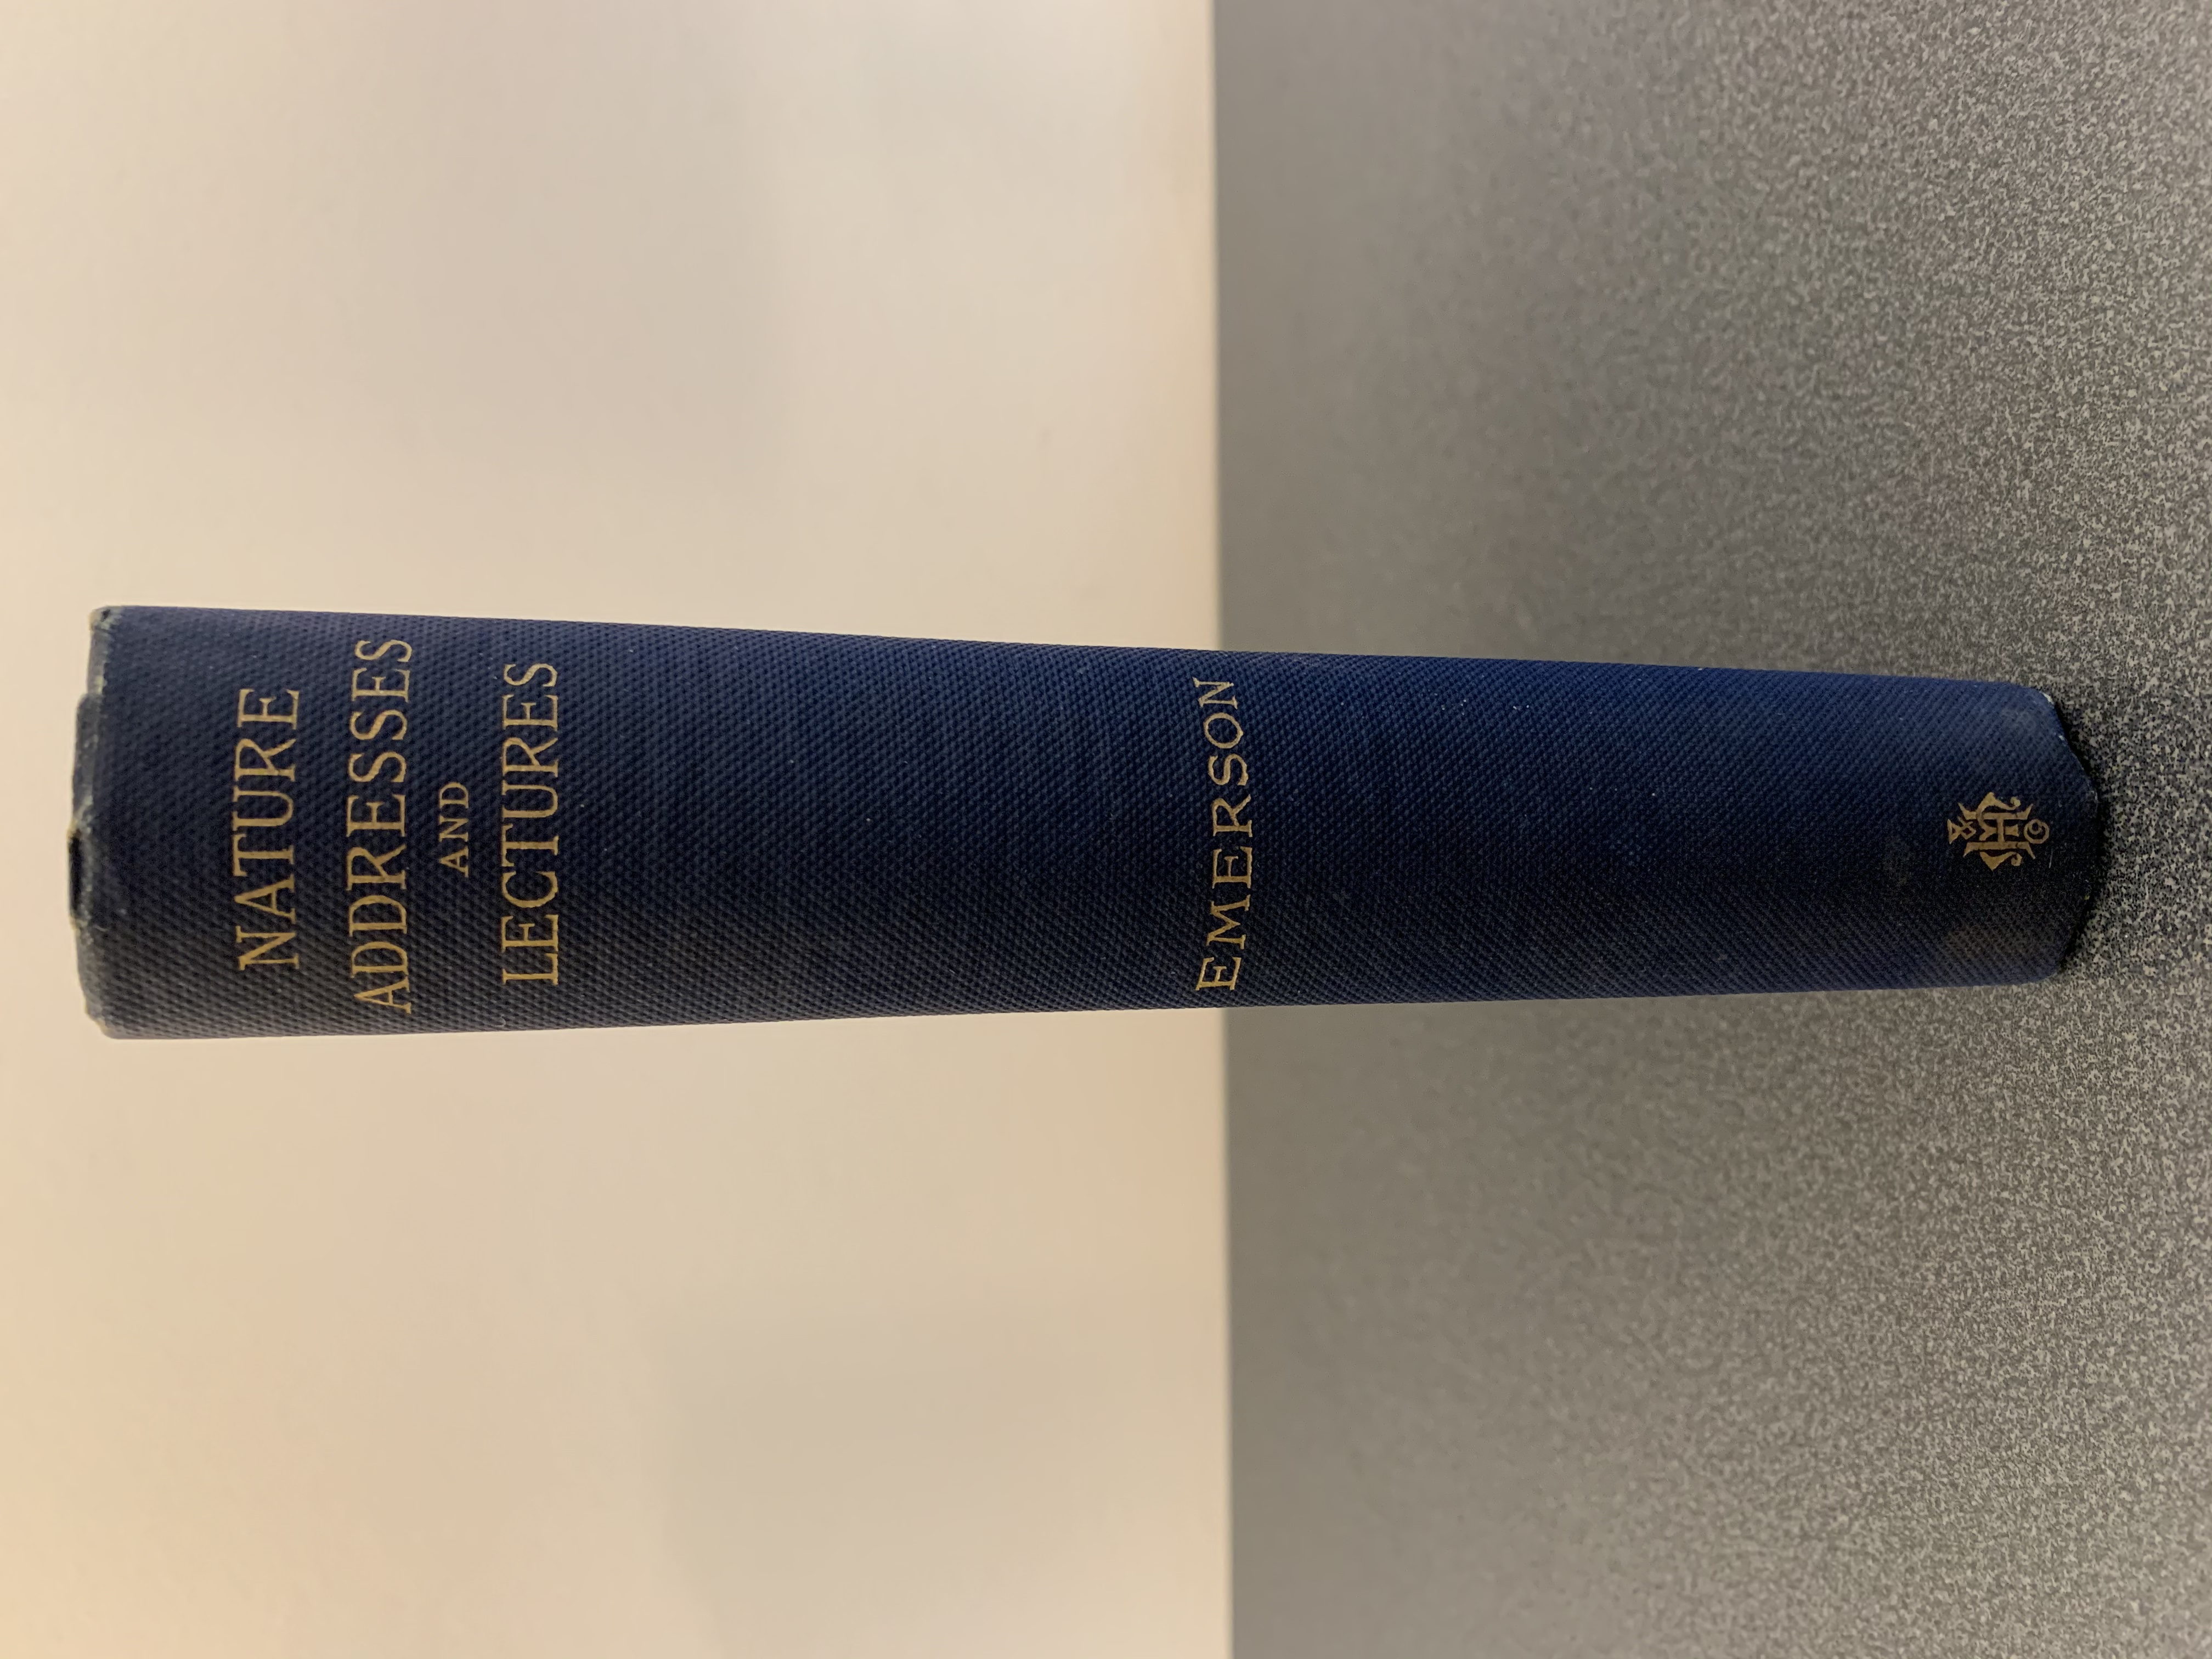 NATURE
ADDRESSES
AND
LECTURES
EMERSON